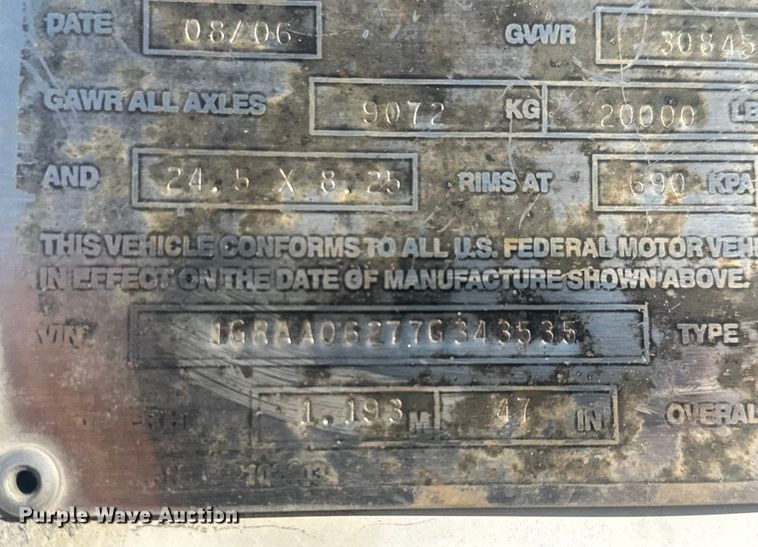 DATE 08/06 GVWR 30845
GAWR ALL AXLES 9072 KG 20000 LB
AND 24.5 X 8.25 RIMS AT 690 KPA
THIS VEHICLE CONFORMS TO ALL U.S. FEDERAL MOTOR VEH
IN EFFECT ON THE DATE OF MANUFACTURE SHOWN ABOVE.
VIN 1GRAA06277G343535 TYPE
1.193 M 47 IN OVERAL
Purple Wave Auction